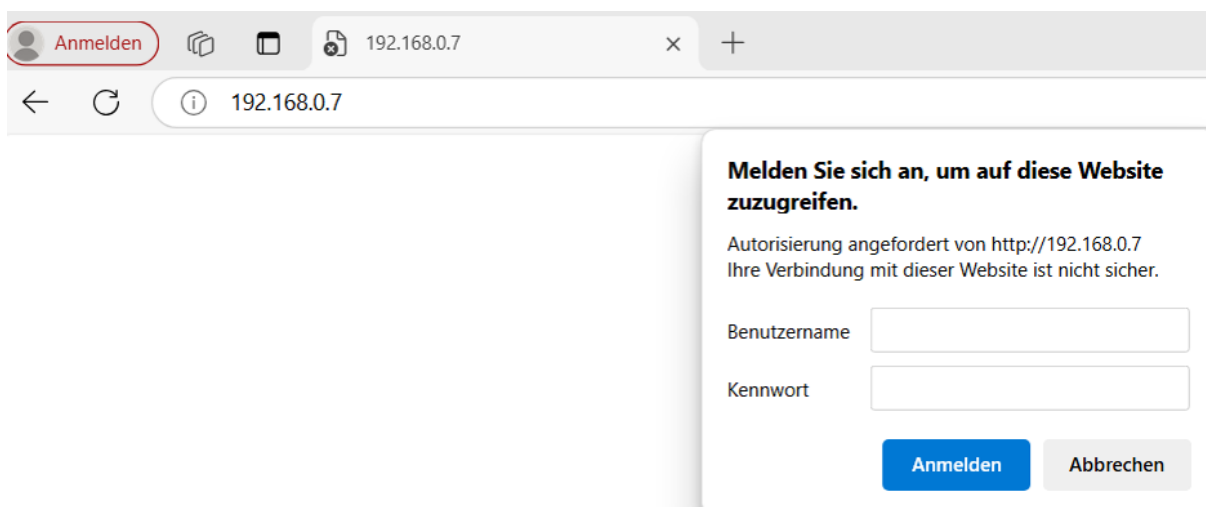 Anmelden
192.168.0.7
192.168.0.7
Melden Sie sich an, um auf diese Website
zuzugreifen.
Autorisierung angefordert von http://192.168.0.7
Ihre Verbindung mit dieser Website ist nicht sicher.
Benutzername
Kennwort
Anmelden Abbrechen